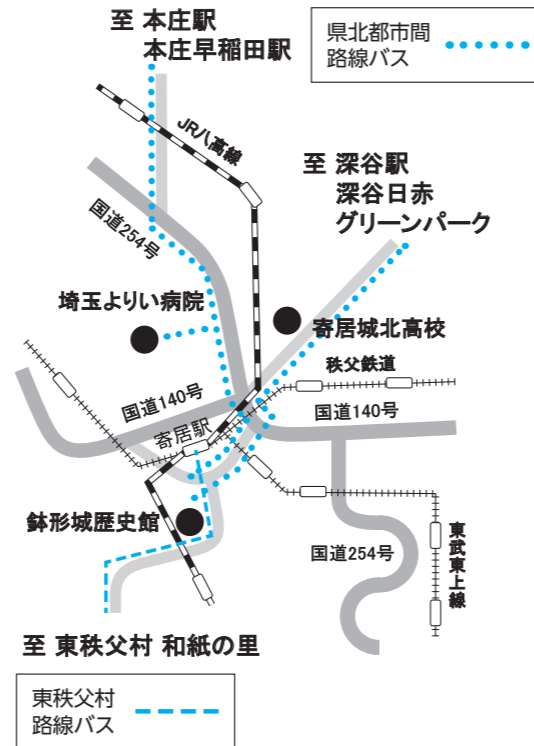 至 本庄駅
本庄早稲田駅
県北都市間
路線バス
JR八高線
至 深谷駅
深谷日赤
グリーンパーク
国道254号
埼玉よりい病院
寄居城北高校
秩父鉄道
国道140号
国道140号
寄居駅
鉢形城歴史館
国道254号
東武東上線
至 東秩父村 和紙の里
東秩父村
路線バス